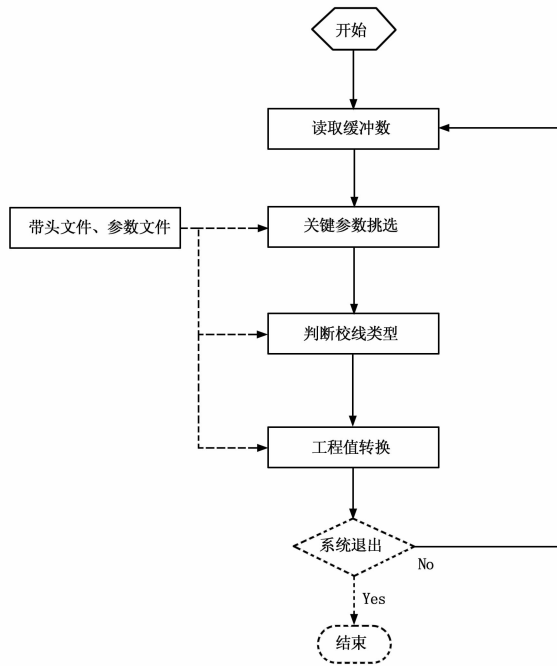 开始
读取缓冲数
带头文件、参数文件
关键参数挑选
判断校线类型
工程值转换
系统退出
No
Yes
结束